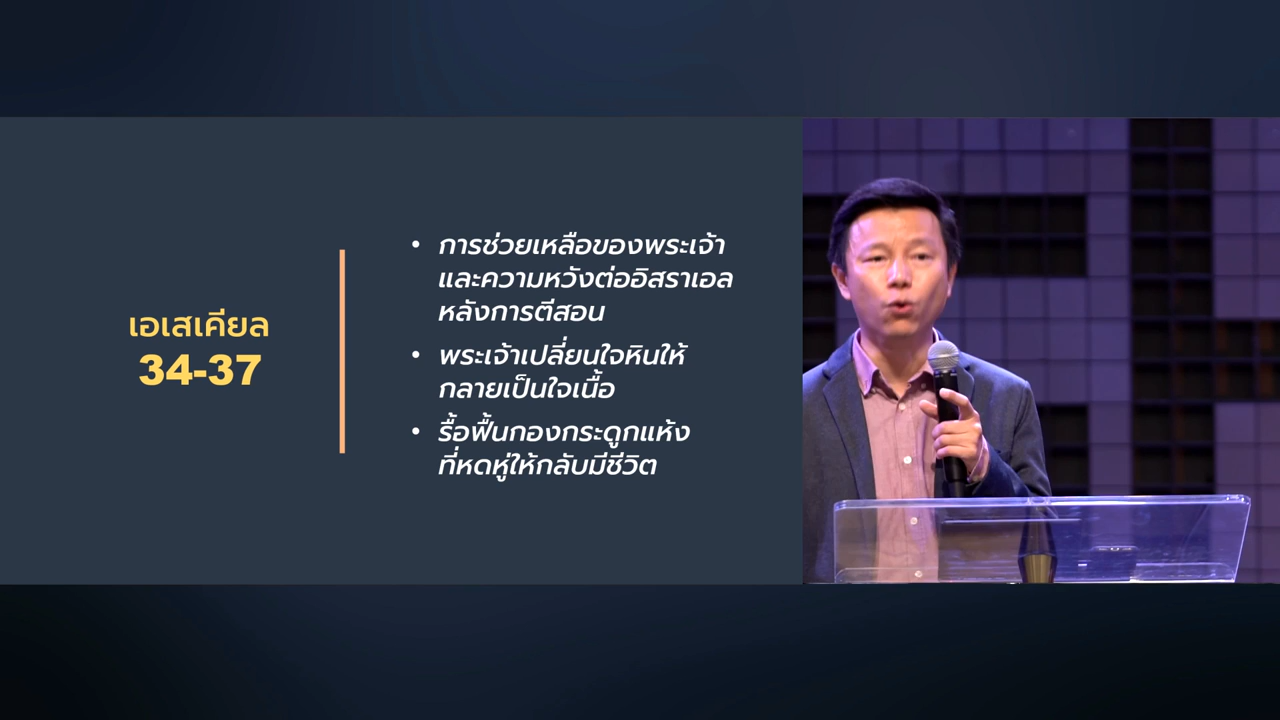 เอเสเคียล
34-37
• การช่วยเหลือของพระเจ้า
และความหวังต่ออิสราเอล
หลังการตีสอน
• พระเจ้าเปลี่ยนใจหินให้
กลายเป็นใจเนื้อ
• รื้อฟื้นกองกระดูกแห้ง
ที่หดหู่ให้กลับมีชีวิต